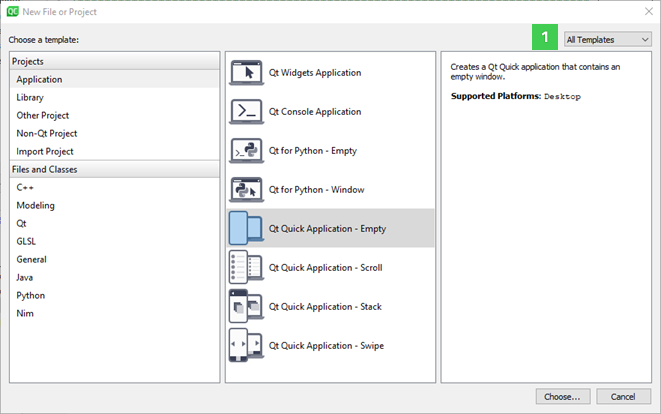 QC New File or Project
Choose a template:
1
All Templates
Projects
Application
Library
Other Project
Non-Qt Project
Import Project
Files and Classes
C++
Modeling
Qt
GLSL
General
Java
Python
Nim
Qt Widgets Application
Qt Console Application
Qt for Python - Empty
Qt for Python - Window
Qt Quick Application - Empty
Qt Quick Application - Scroll
Qt Quick Application - Stack
Qt Quick Application - Swipe
Creates a Qt Quick application that contains an
empty window.
Supported Platforms: Desktop
Choose...
Cancel